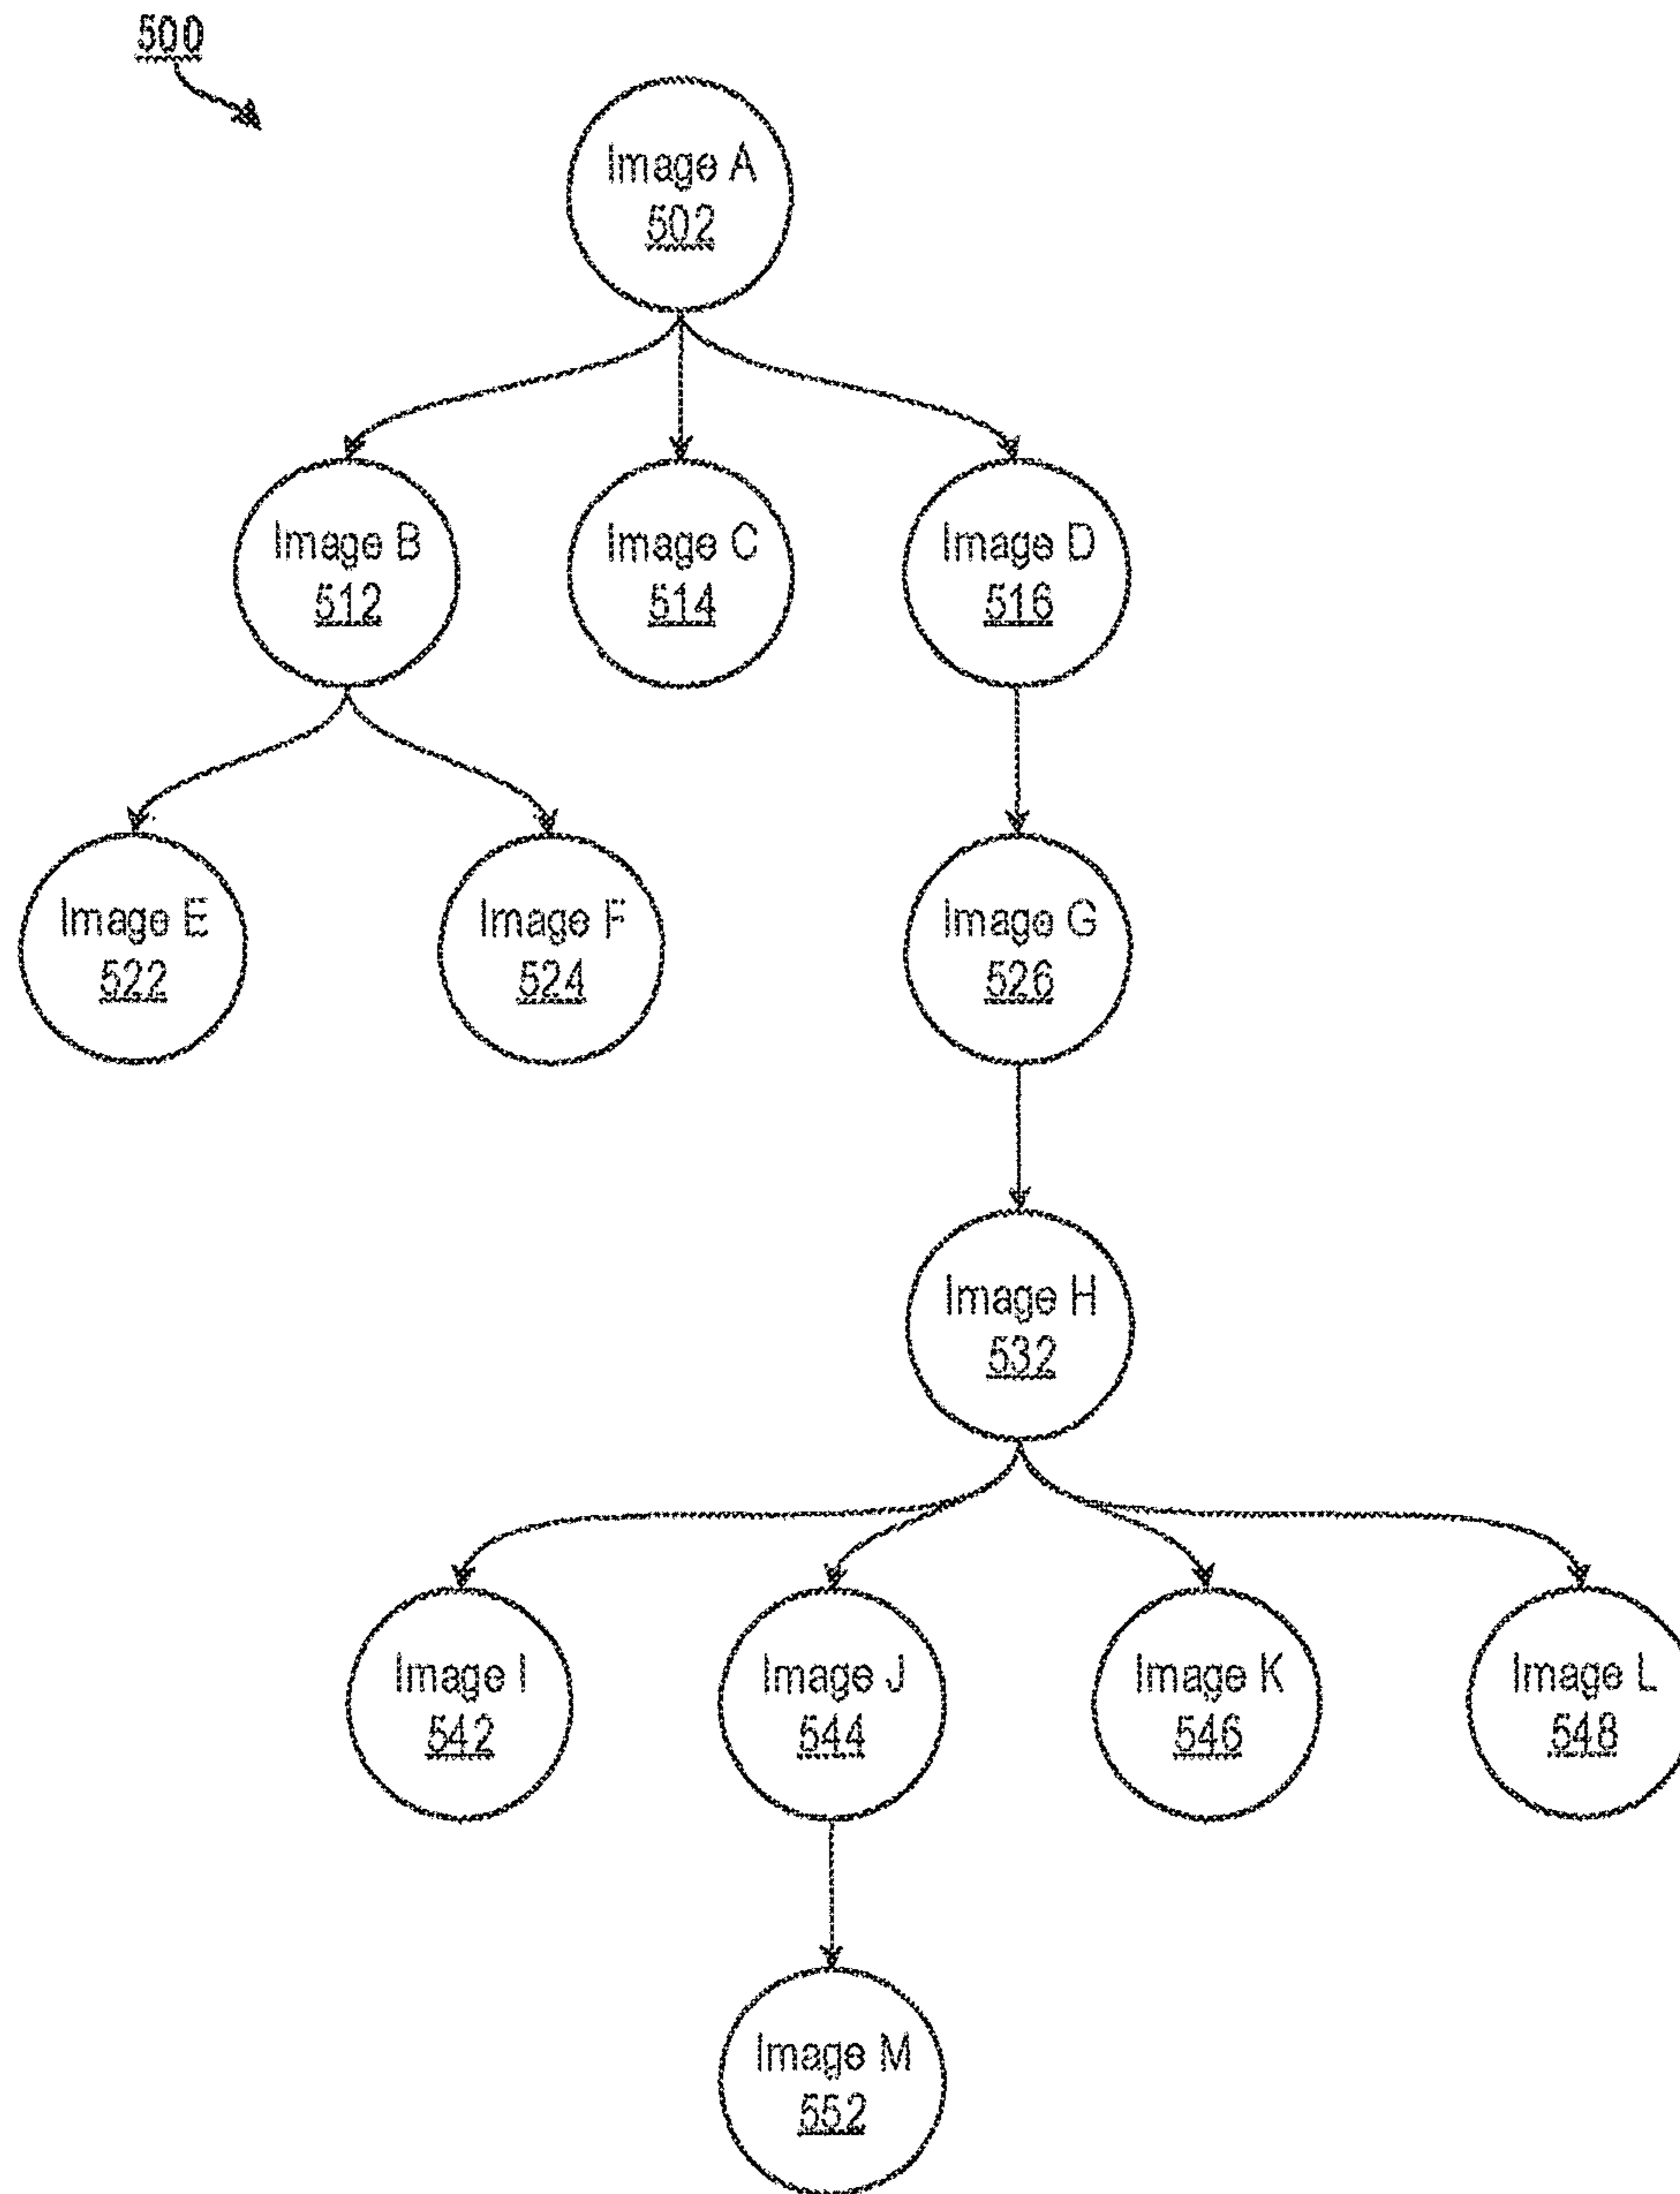 500
Image A
502
Image B
512
Image C
514
Image D
516
Image E
522
Image F
524
Image G
526
Image H
532
Image I
542
Image J
544
Image K
546
Image L
548
Image M
552